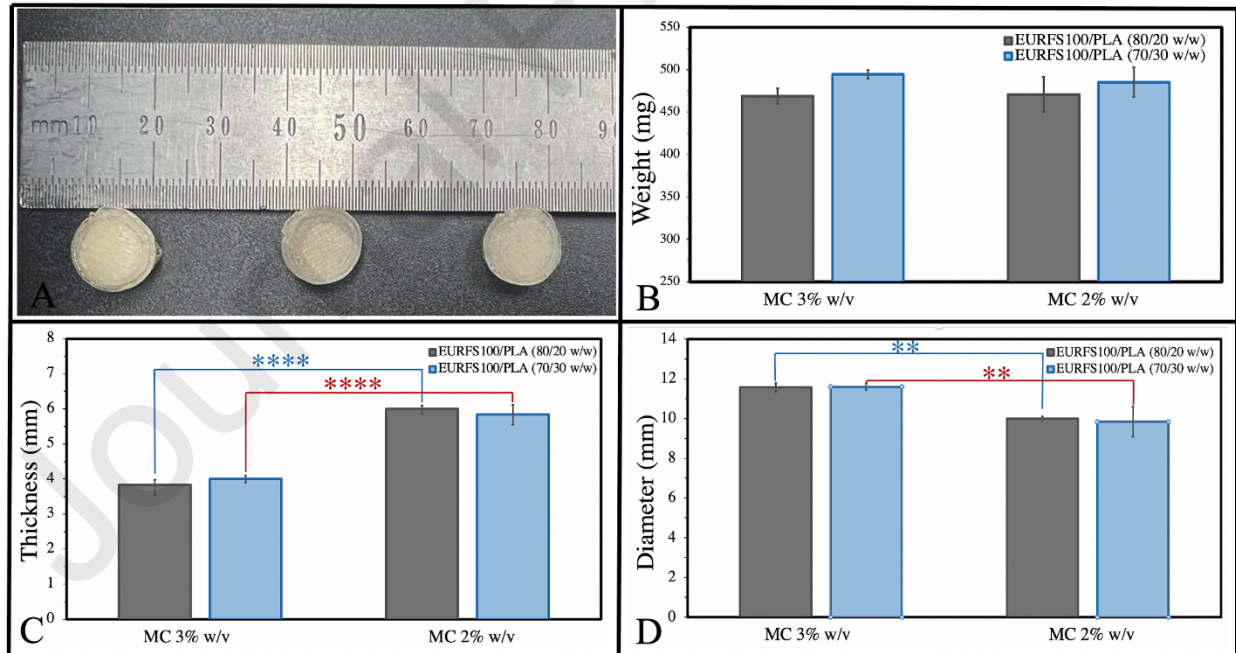 mm10 20 30 40 50 60 70 80 90
A
550
500
450
400
350
300
250
Weight (mg)
EURFS100/PLA (80/20 w/w)
EURFS100/PLA (70/30 w/w)
MC 3% w/v MC 2% w/v
B
8
7
6
5
4
3
2
1
0
Thickness (mm)
EURFS100/PLA (80/20 w/w)
EURFS100/PLA (70/30 w/w)
****
****
MC 3% w/v MC 2% w/v
C
14
12
10
8
6
4
2
0
Diameter (mm)
EURFS100/PLA (80/20 w/w)
EURFS100/PLA (70/30 w/w)
**
**
MC 3% w/v MC 2% w/v
D